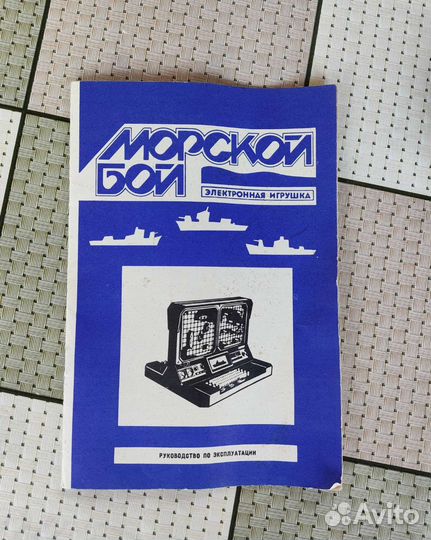 МОРСКОЙ
БОЙ
ЭЛЕКТРОННАЯ ИГРУШКА
РУКОВОДСТВО ПО ЭКСПЛУАТАЦИИ
Avito